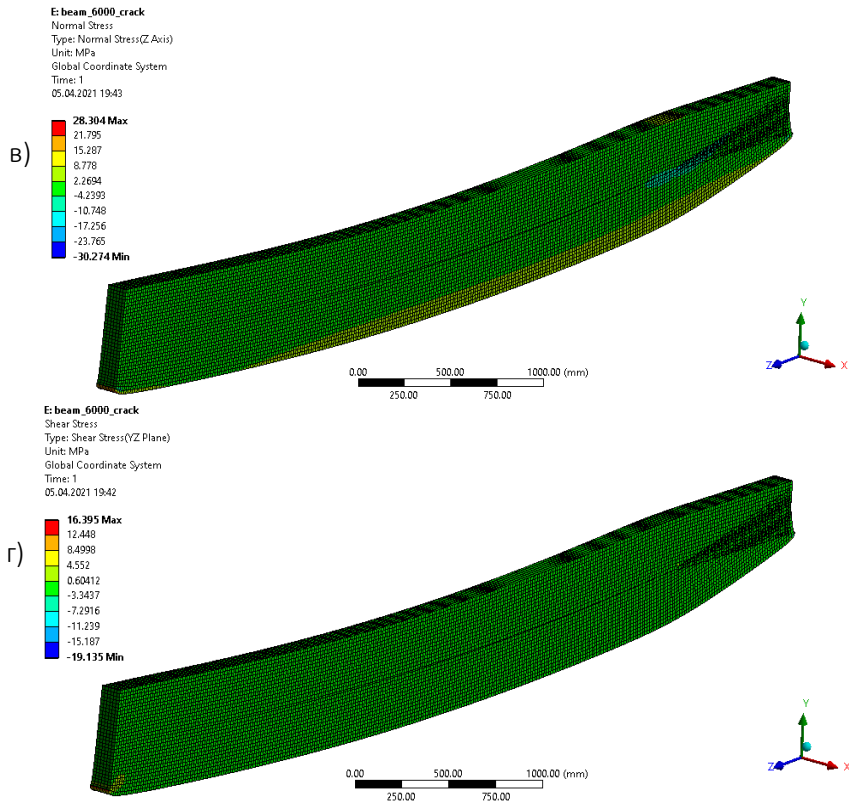 E: beam_6000_crack
Normal Stress
Type: Normal Stress(Z Axis)
Unit: MPa
Global Coordinate System
Time: 1
05.04.2021 19:43
в)
28.304 Max
21.795
15.287
8.778
2.2694
-4.2393
-10.748
-17.256
-23.765
-30.274 Min
Y
Z
X
0.00 500.00 1000.00 (mm)
250.00 750.00
E: beam_6000_crack
Shear Stress
Type: Shear Stress(YZ Plane)
Unit: MPa
Global Coordinate System
Time: 1
05.04.2021 19:42
г)
16.395 Max
12.448
8.4998
4.552
0.60412
-3.3437
-7.2916
-11.239
-15.187
-19.135 Min
Y
Z
X
0.00 500.00 1000.00 (mm)
250.00 750.00